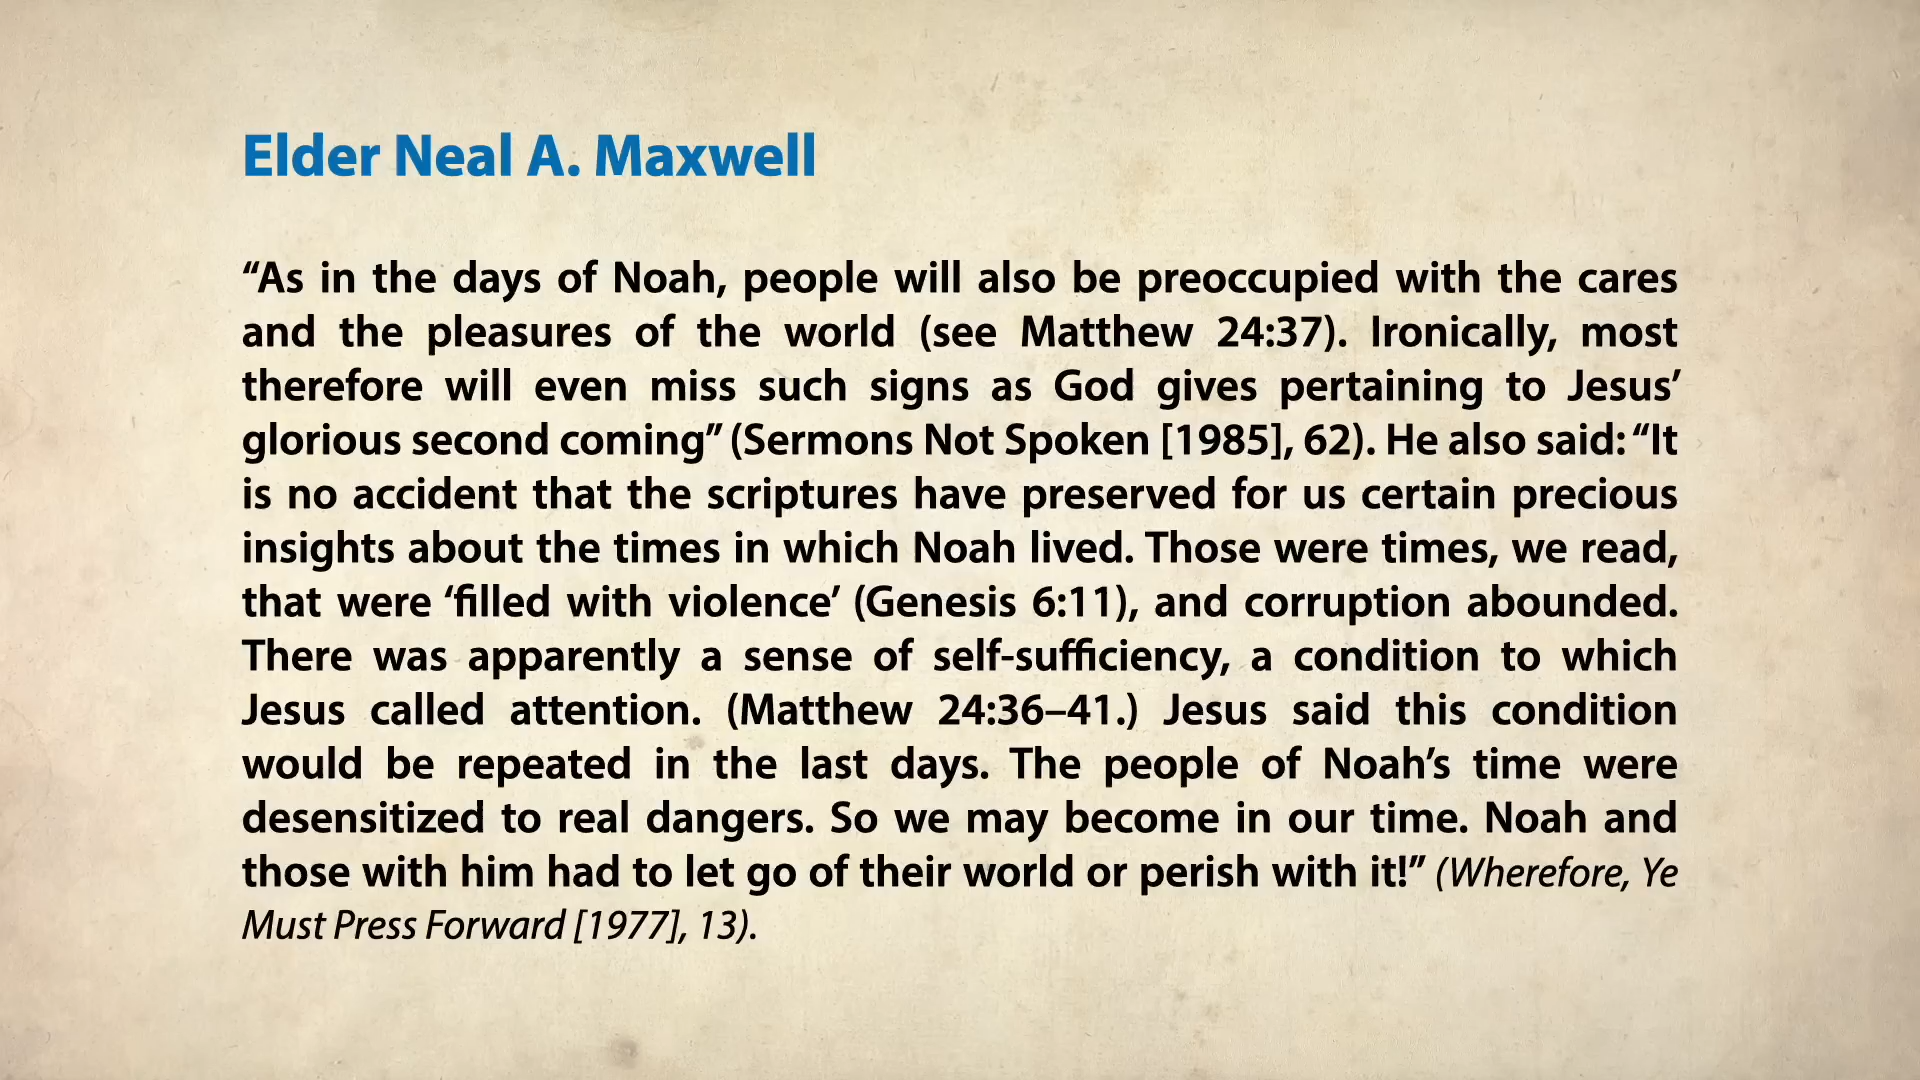 Elder Neal A. Maxwell
“As in the days of Noah, people will also be preoccupied with the cares
and the pleasures of the world (see Matthew 24:37). Ironically, most
therefore will even miss such signs as God gives pertaining to Jesus’
glorious second coming” (Sermons Not Spoken [1985], 62). He also said: “It
is no accident that the scriptures have preserved for us certain precious
insights about the times in which Noah lived. Those were times, we read,
that were ‘filled with violence’ (Genesis 6:11), and corruption abounded.
There was apparently a sense of self-sufficiency, a condition to which
Jesus called attention. (Matthew 24:36–41.) Jesus said this condition
would be repeated in the last days. The people of Noah’s time were
desensitized to real dangers. So we may become in our time. Noah and
those with him had to let go of their world or perish with it!” (Wherefore, Ye
Must Press Forward [1977], 13).